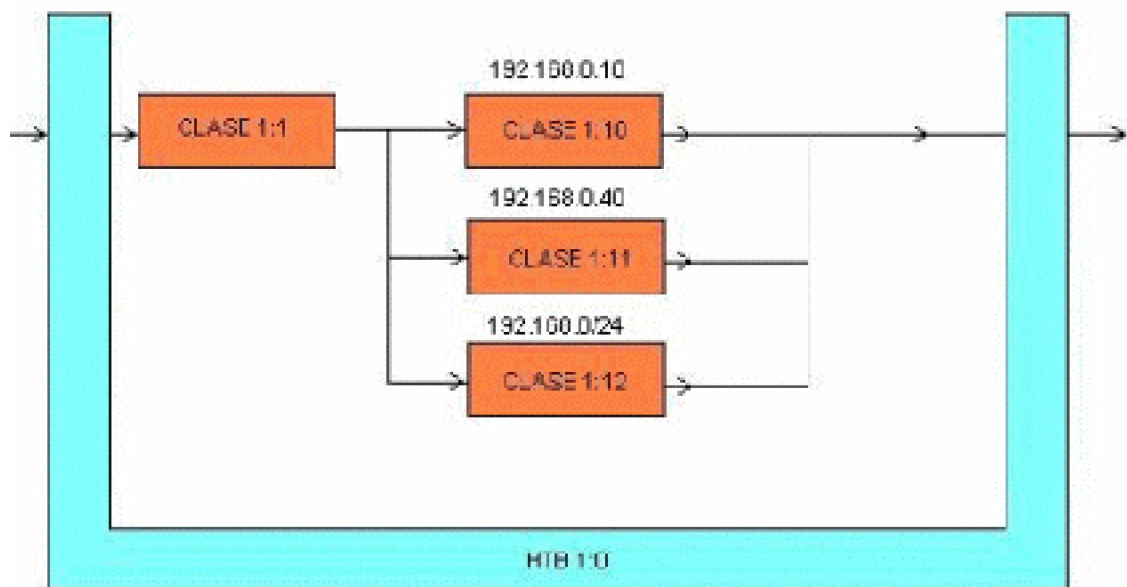 192.168.0.10
CLASE 1:1
CLASE 1:10
192.168.0.40
CLASE 1:11
192.168.0/24
CLASE 1:12
HTB 1:0